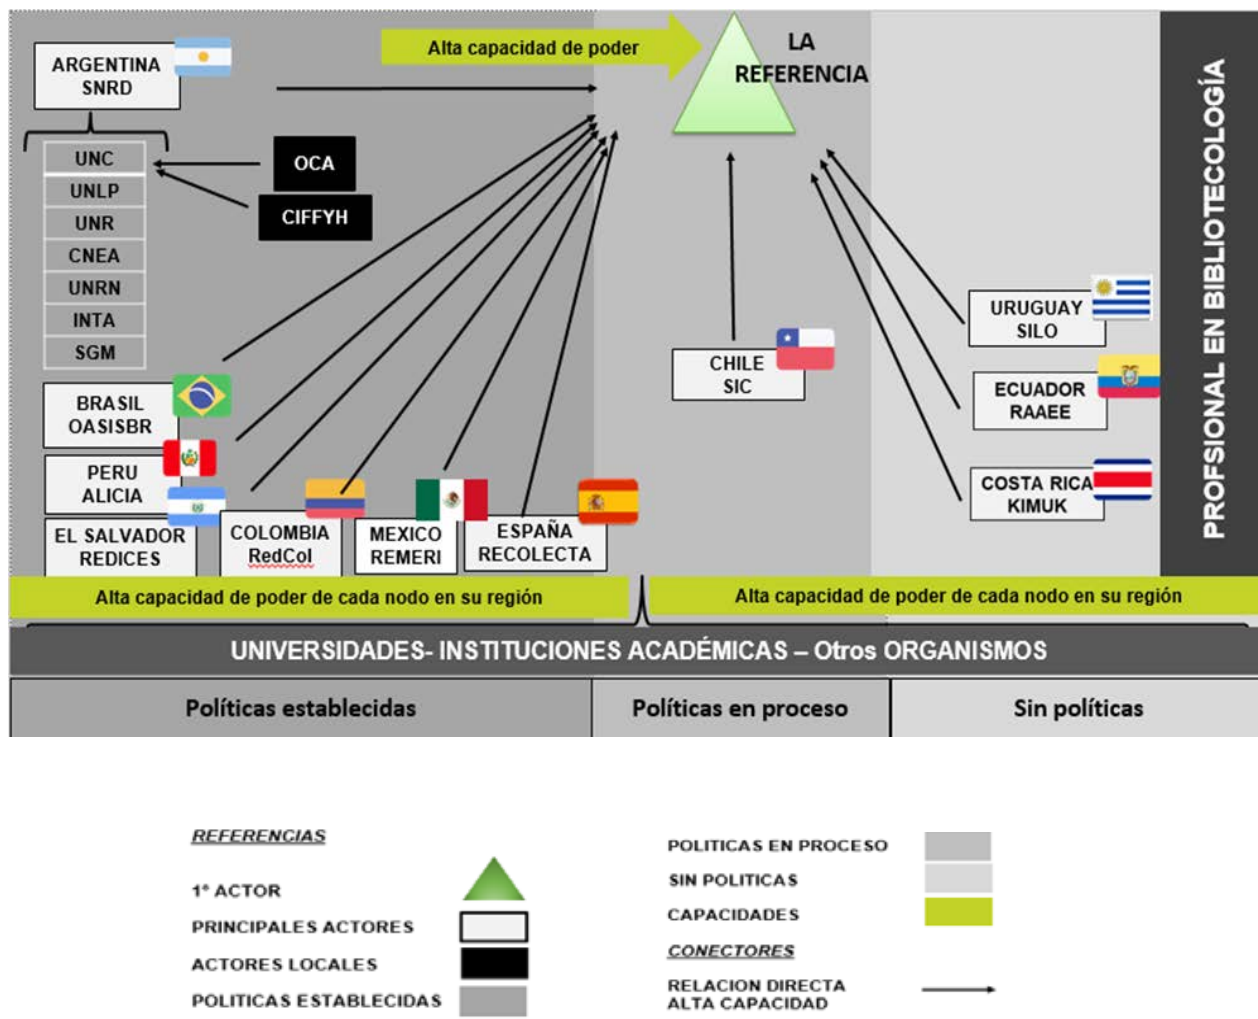 Alta capacidad de poder
LA
REFERENCIA
ARGENTINA
SNRD
UNC
UNLP
UNR
CNEA
UNRN
INTA
SGM
OCA
CIFFYH
BRASIL
OASISBR
PERU
ALICIA
EL SALVADOR
REDICES
COLOMBIA
RedCol
MEXICO
REMERI
ESPAÑA
RECOLECTA
CHILE
SIC
URUGUAY
SILO
ECUADOR
RAAEE
COSTA RICA
KIMUK
PROFSIONAL EN BIBLIOTECOLOGÍA
Alta capacidad de poder de cada nodo en su región
Alta capacidad de poder de cada nodo en su región
UNIVERSIDADES- INSTITUCIONES ACADÉMICAS – Otros ORGANISMOS
Políticas establecidas
Políticas en proceso
Sin políticas
REFERENCIAS
1º ACTOR
PRINCIPALES ACTORES
ACTORES LOCALES
POLITICAS ESTABLECIDAS
POLITICAS EN PROCESO
SIN POLITICAS
CAPACIDADES
CONECTORES
RELACION DIRECTA
ALTA CAPACIDAD